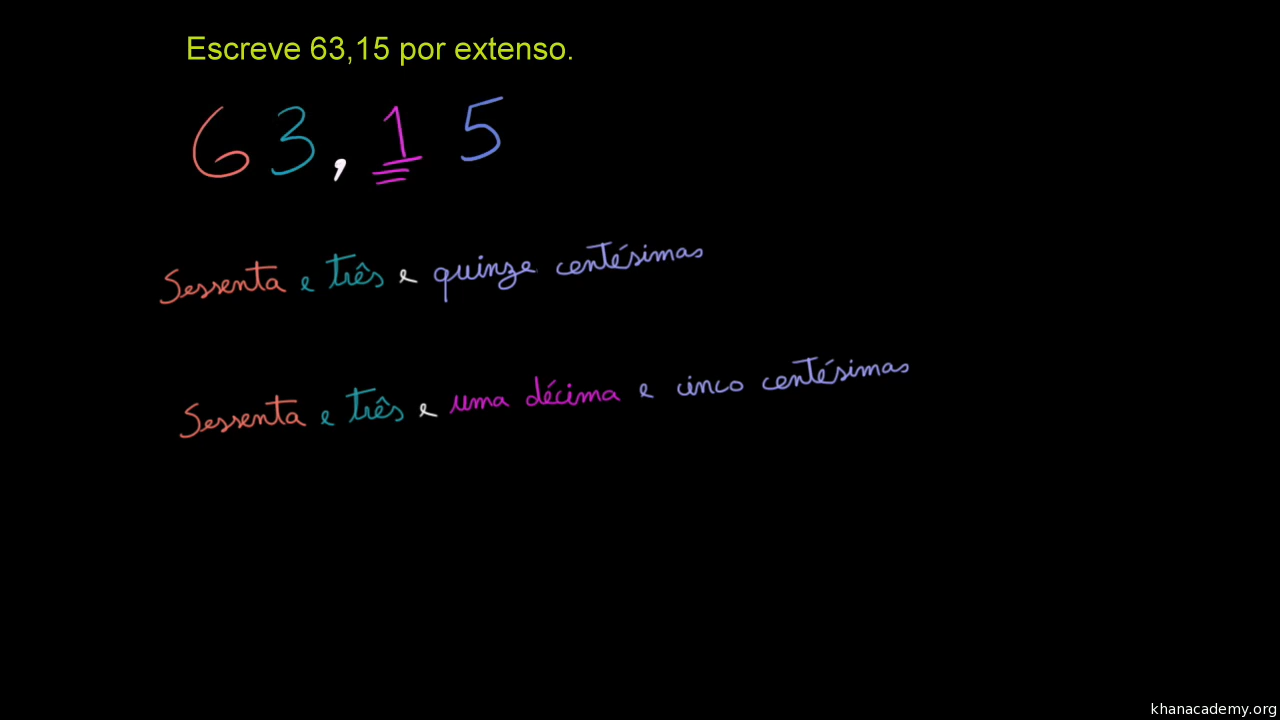 Escreve 63,15 por extenso.
63,15
Sessenta e três e quinze centésimas
Sessenta e três e uma décima e cinco centésimas
khanacademy.org